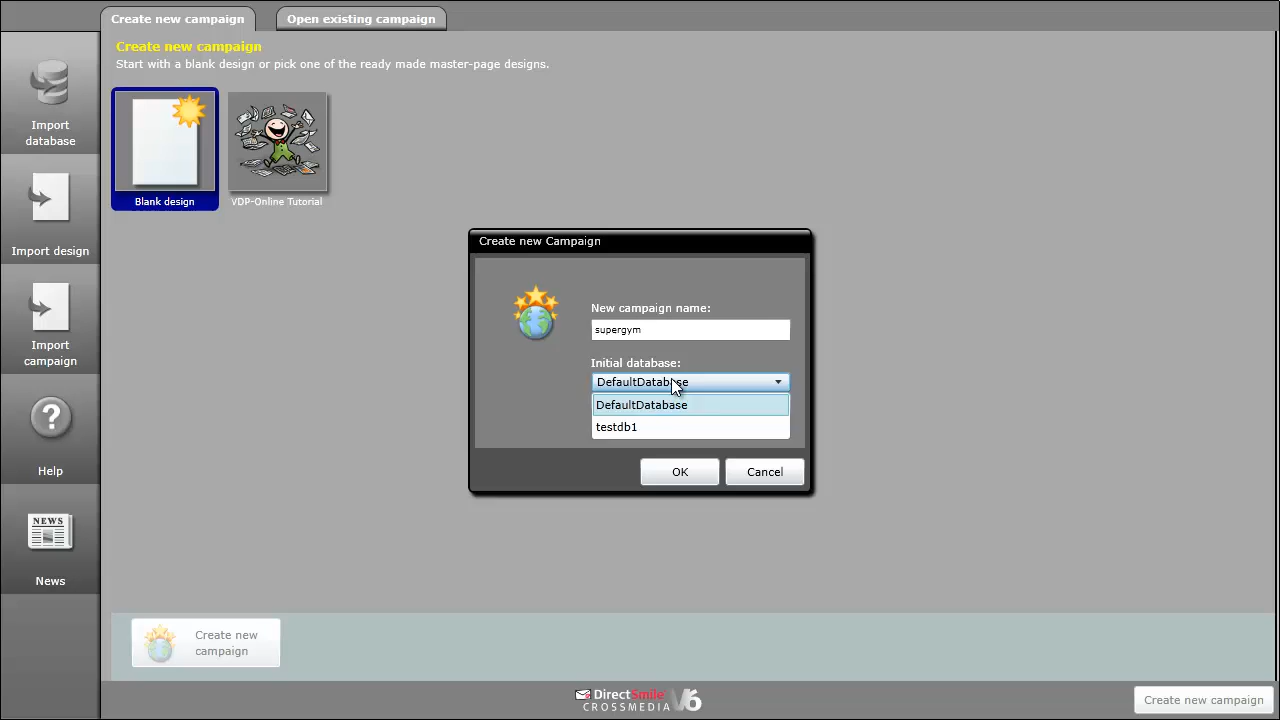 Create new campaign
Open existing campaign
Create new campaign
Start with a blank design or pick one of the ready made master-page designs.
Import
database
Import design
Import
campaign
Help
NEWS
News
Blank design
VDP-Online Tutorial
Create new Campaign
New campaign name:
supergym
Initial database:
DefaultDatabase
DefaultDatabase
testdb1
OK
Cancel
Create new
campaign
DirectSmile
CROSSMEDIA V6
Create new campaign